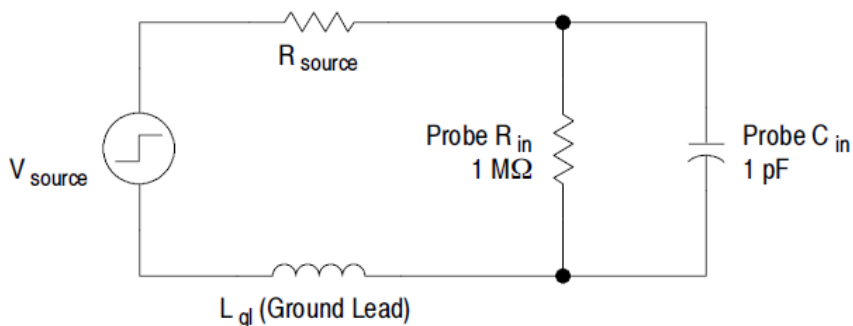 R source
Probe R in
1 MΩ
Probe C in
1 pF
V source
L gl (Ground Lead)